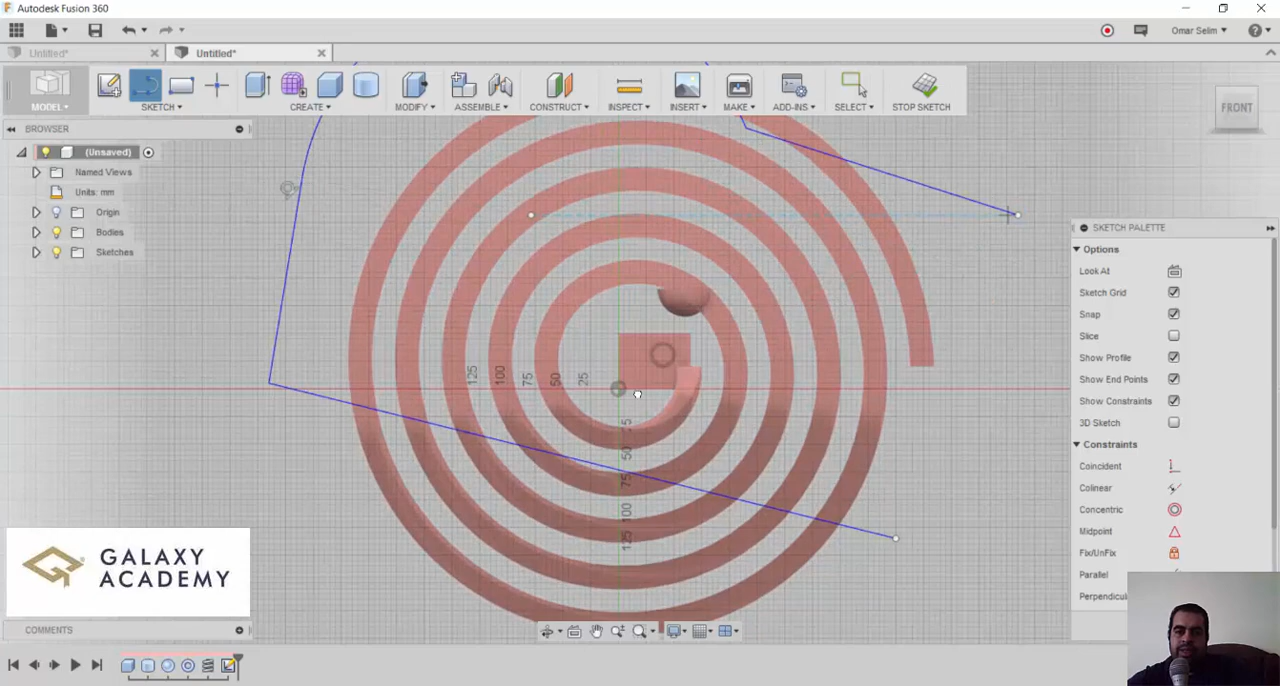 Autodesk Fusion 360
Omar Selim
Untitled*
Untitled*
MODEL
SKETCH
CREATE
MODIFY
ASSEMBLE
CONSTRUCT
INSPECT
INSERT
MAKE
ADD-INS
SELECT
STOP SKETCH
FRONT
BROWSER
(Unsaved)
Named Views
Units: mm
Origin
Bodies
Sketches
SKETCH PALETTE
Options
Look At
Sketch Grid
Snap
Slice
Show Profile
Show End Points
Show Constraints
3D Sketch
Constraints
Coincident
Colinear
Concentric
Midpoint
Fix/UnFix
Parallel
Perpendicul
125 100 75 50 25
50
75
100
125
GALAXY
ACADEMY
COMMENTS